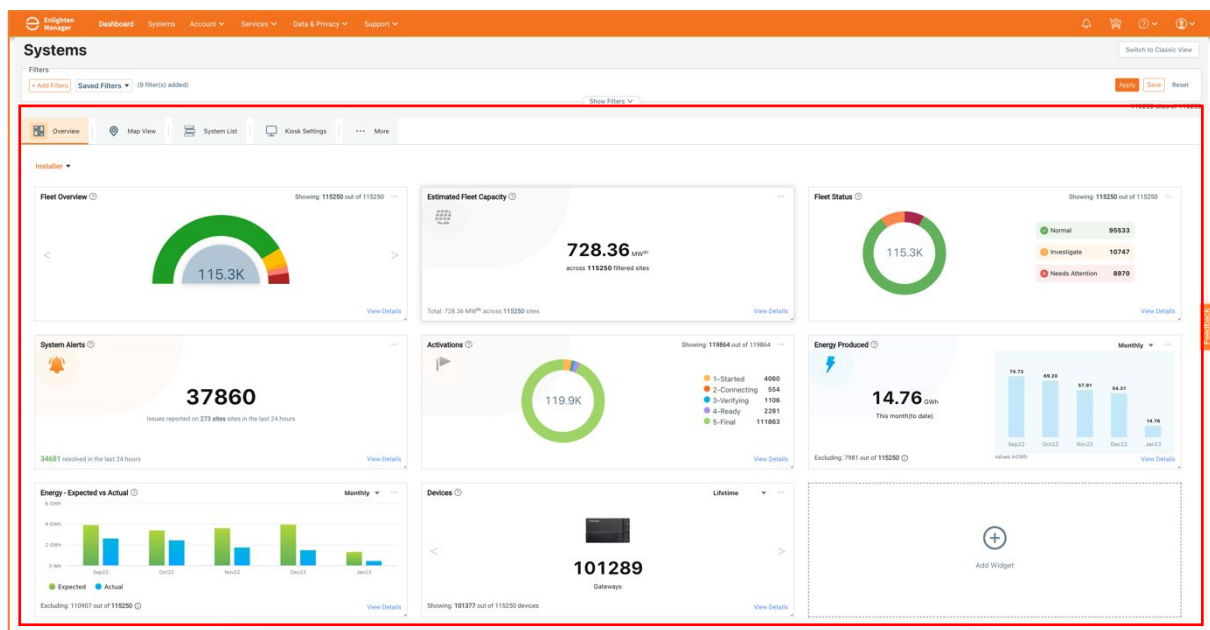 Enlighten Manager Dashboard Systems Account Services Data & Privacy Support
Systems
Switch to Classic View
Filters
+ Add Filters Saved Filters (9 filter(s) added)
Apply Save Reset
Show Filters
115250 sites of 115250
Overview Map View System List Kiosk Settings ••• More
Installer
Fleet Overview
Showing: 115250 out of 115250
115.3K
View Details
Estimated Fleet Capacity
728.36
across 115250 filtered sites
Total: 728.36 across 115250 sites
View Details
Fleet Status
Showing: 115250 out of 115250
115.3K
Normal 95533
Investigate 10747
Needs Attention 8970
View Details
Feedback
System Alerts
37860
Issues reported on 273 sites sites in the last 24 hours
34681 resolved in the last 24 hours
View Details
Activations
Showing: 119864 out of 119864
119.9K
1-Started 4060
2-Connecting 554
3-Verifying 1106
4-Ready 2281
5-Final 111863
View Details
Energy Produced
Monthly
14.76 GWh
This month(to date)
74.73 69.20 57.91 54.31 14.76
Sep22 Oct22 Nov22 Dec22 Jan23
values inGWh
Excluding: 7981 out of 115250
View Details
Energy - Expected vs Actual
Monthly
6 GWh
4 GWh
2 GWh
0 Wh
Sep22 Oct22 Nov22 Dec22 Jan23
Expected Actual
Excluding: 110907 out of 115250
View Details
Devices
Lifetime
101289
Gateways
Showing: 101377 out of 115250 devices
View Details
Add Widget